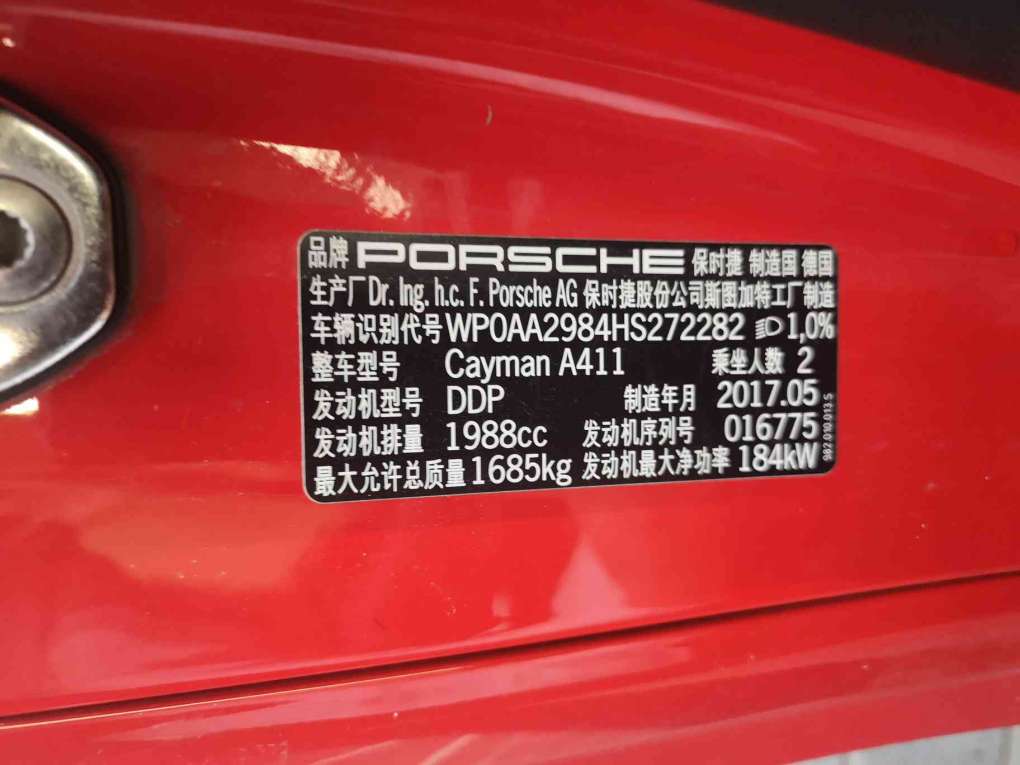 品牌 PORSCHE 保时捷 制造国 德国
生产厂 Dr. Ing. h.c. F. Porsche AG 保时捷股份公司斯图加特工厂制造
车辆识别代号 WP0AA2984HS272282 1,0%
整车型号 Cayman A411 乘坐人数 2
发动机型号 DDP 制造年月 2017.05
发动机排量 1988cc 发动机序列号 016775
最大允许总质量 1685kg 发动机最大净功率 184kW
982.010.013.S